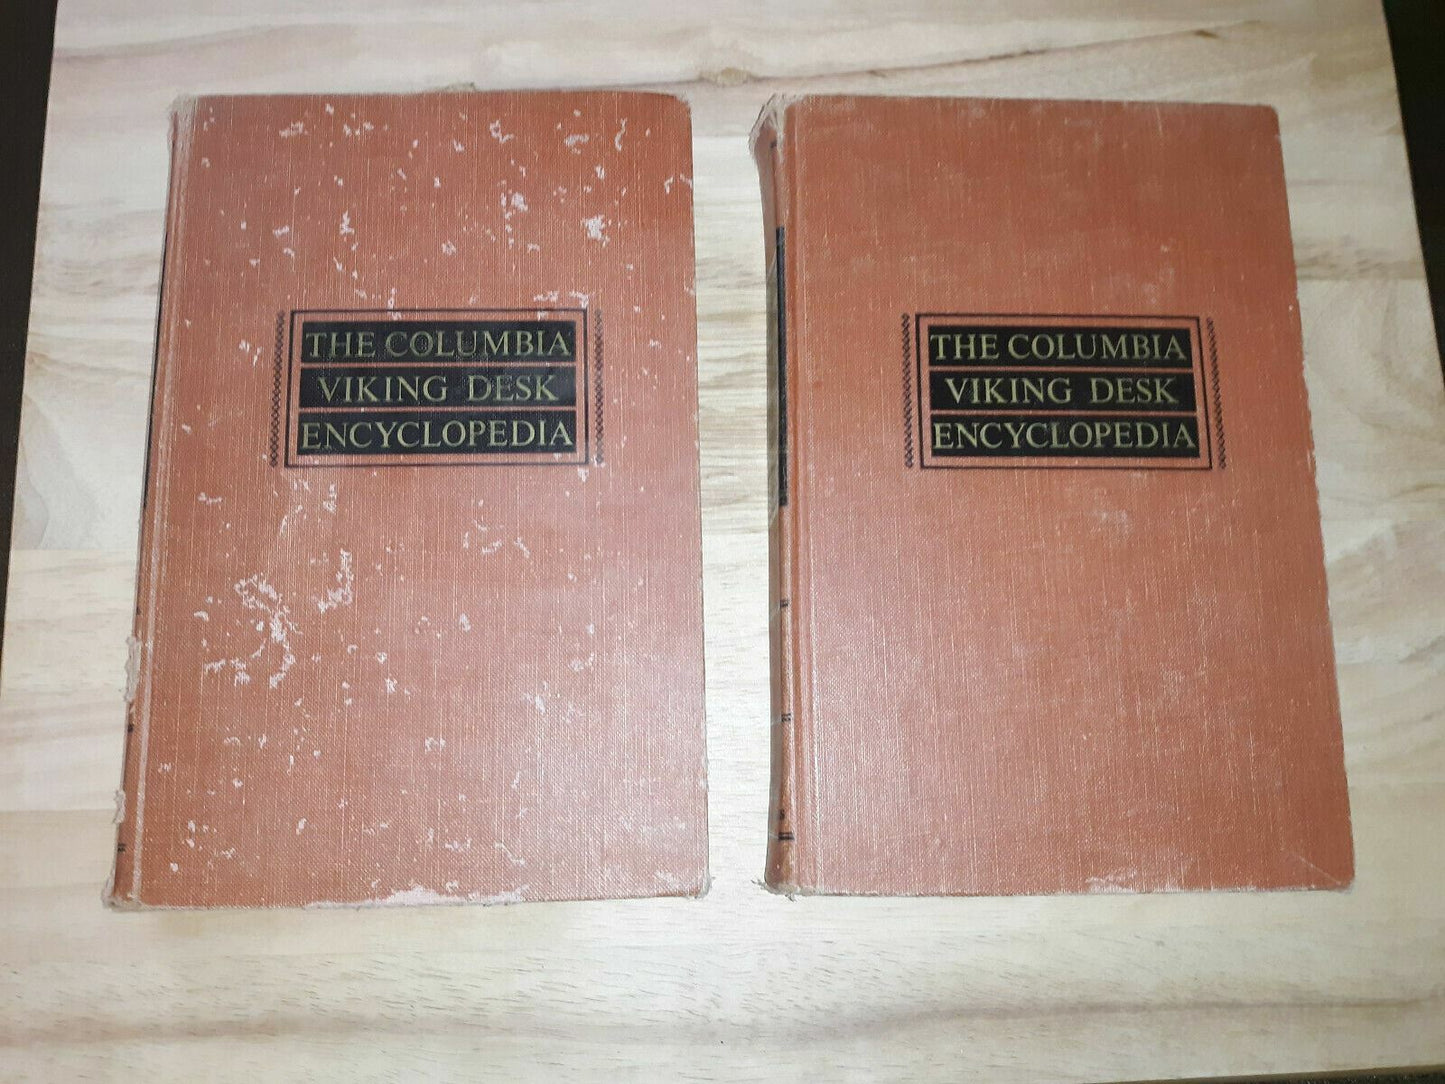 THE COLUMBIA
VIKING DESK
ENCYCLOPEDIA
THE COLUMBIA
VIKING DESK
ENCYCLOPEDIA